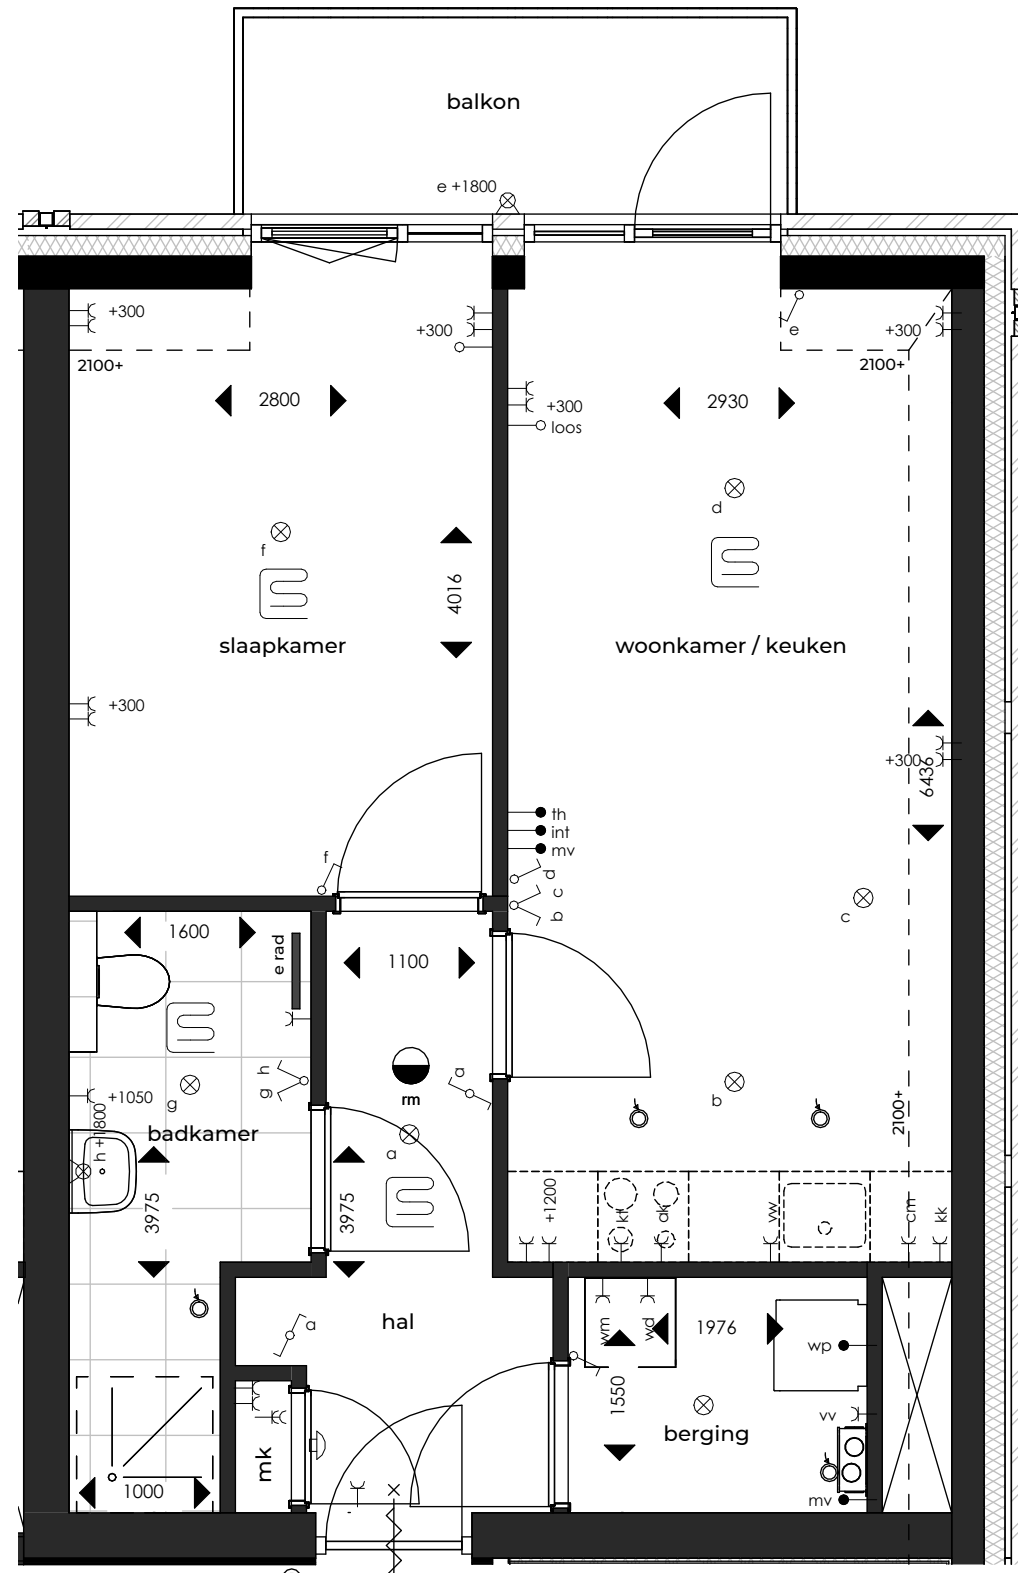 balkon
e +1800
+300
+300
e
+300
2100+
2100+
2800
2930
+300
loos
d
f
4016
slaapkamer
woonkamer / keuken
+300
+300
6436
th
int
mv
f
d
c
b
c
1600
e rad
1100
h
g
a
rm
+1050
g
b
h +1800
badkamer
a
2100+
3975
3975
+1200
kt
ak
vw
cm
kk
hal
a
wm
wd
1976
wp
1550
vv
berging
mk
1000
mv